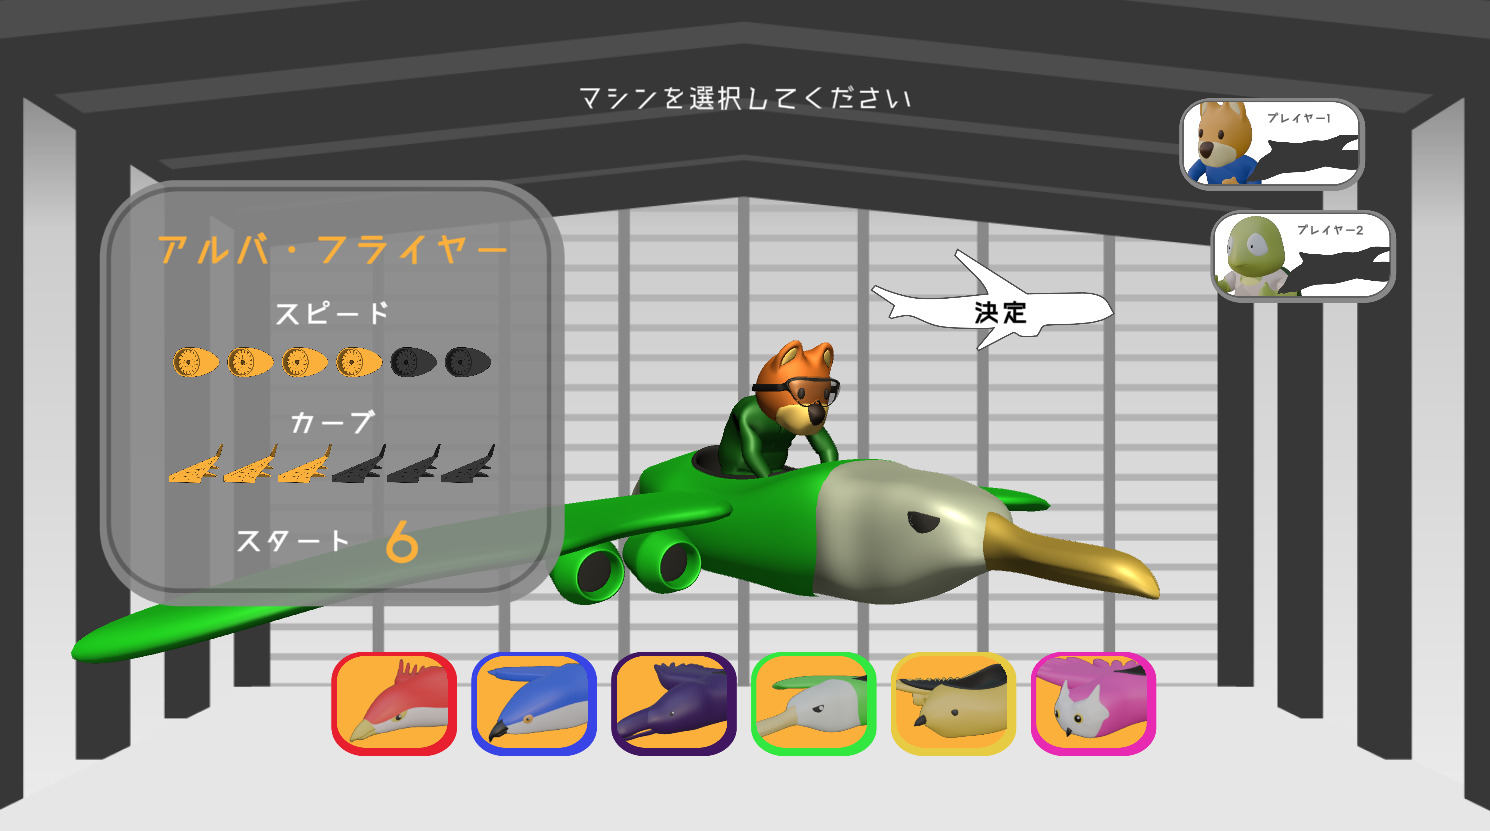 マシンを選択してください
プレイヤー1
プレイヤー2
アルバ・フライヤー
スピード
カーブ
スタート 6
決定